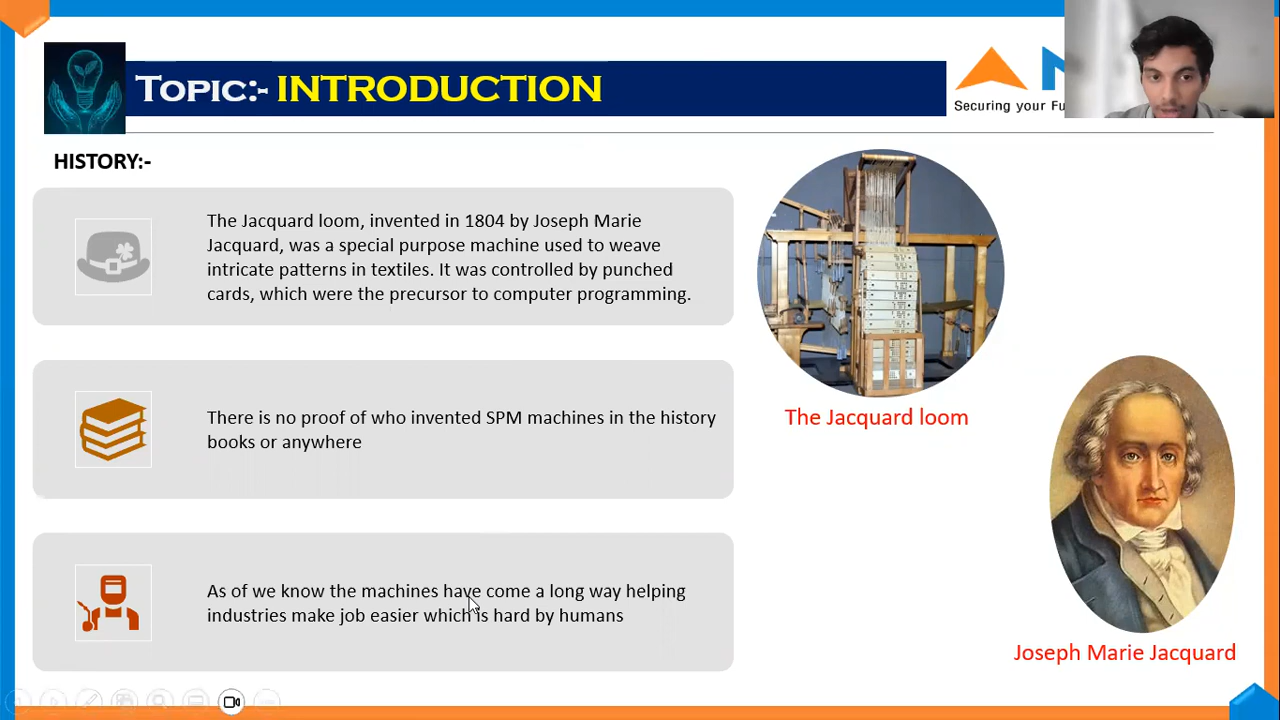 Topic:- INTRODUCTION
Securing your Fu
HISTORY:-
The Jacquard loom, invented in 1804 by Joseph Marie
Jacquard, was a special purpose machine used to weave
intricate patterns in textiles. It was controlled by punched
cards, which were the precursor to computer programming.
The Jacquard loom
There is no proof of who invented SPM machines in the history
books or anywhere
As of we know the machines have come a long way helping
industries make job easier which is hard by humans
Joseph Marie Jacquard